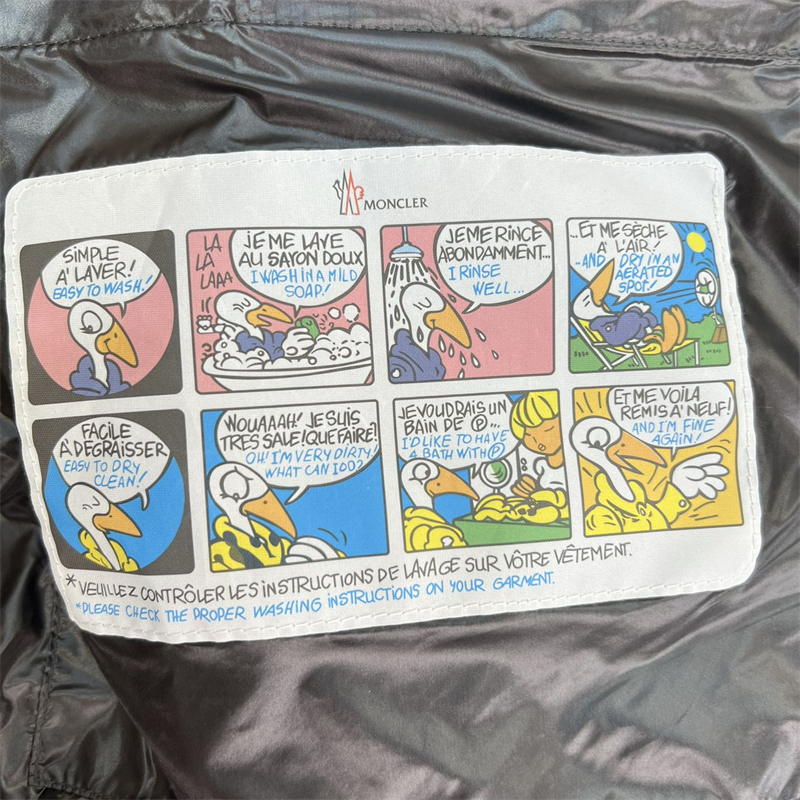 MONCLER
SIMPLE
A' LAVER!
EASY TO WASH!
LA
LA
LAAA
JE ME LAVE
AU SAYON DOUX
I WASH IN A MILD
SOAP!
JE ME RINCE
ABONDAMMENT...
I RINSE
WELL...
...ET ME SÈCHE
A' L'AIR!
..AND DRY IN AN
AERATED
SPOT!
FACILE
A' DÉGRAISSER
EASY TO DRY
CLEAN!
WOUAAAH! JE SUIS
TRES SALE! QUE FAIRE!
OH! I'M VERY DIRTY!
WHAT CAN I DO?
JE VOUDRAIS UN
BAIN DE Ⓟ...
I'D LIKE TO HAVE
A BATH WITH Ⓟ
ET ME VOILA
REMIS A' NEUF!
AND I'M FINE
AGAIN!
*VEUILLEZ CONTRÔLER LES INSTRUCTIONS DE LAVAGE SUR VÔTRE VÊTEMENT.
*PLEASE CHECK THE PROPER WASHING INSTRUCTIONS ON YOUR GARMENT.